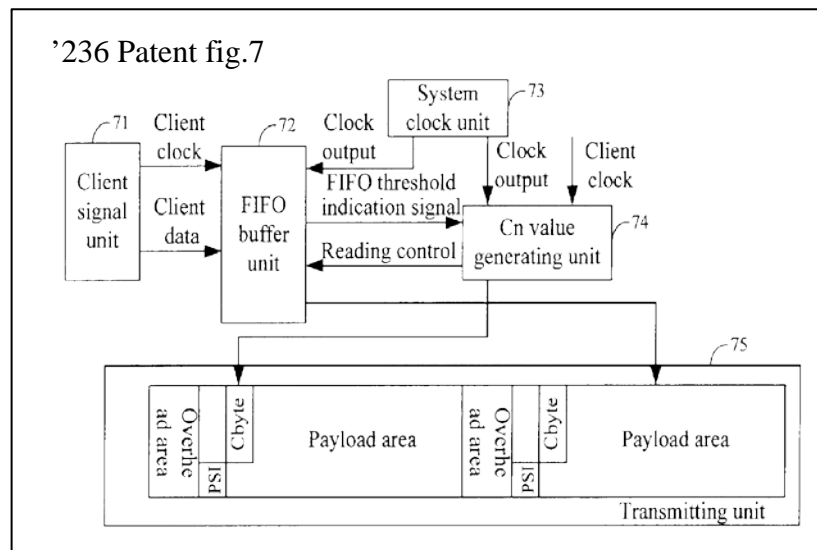 ’236 Patent fig.7
71
Client
signal
unit
Client
clock
Client
data
72
FIFO
buffer
unit
System
clock unit
73
Clock
output
Clock
output
Client
clock
FIFO threshold
indication signal
Reading control
Cn value
generating unit
74
75
Overhe
ad area
PSI
Cbyte
Payload area
Overhe
ad area
PSI
Cbyte
Payload area
Transmitting unit